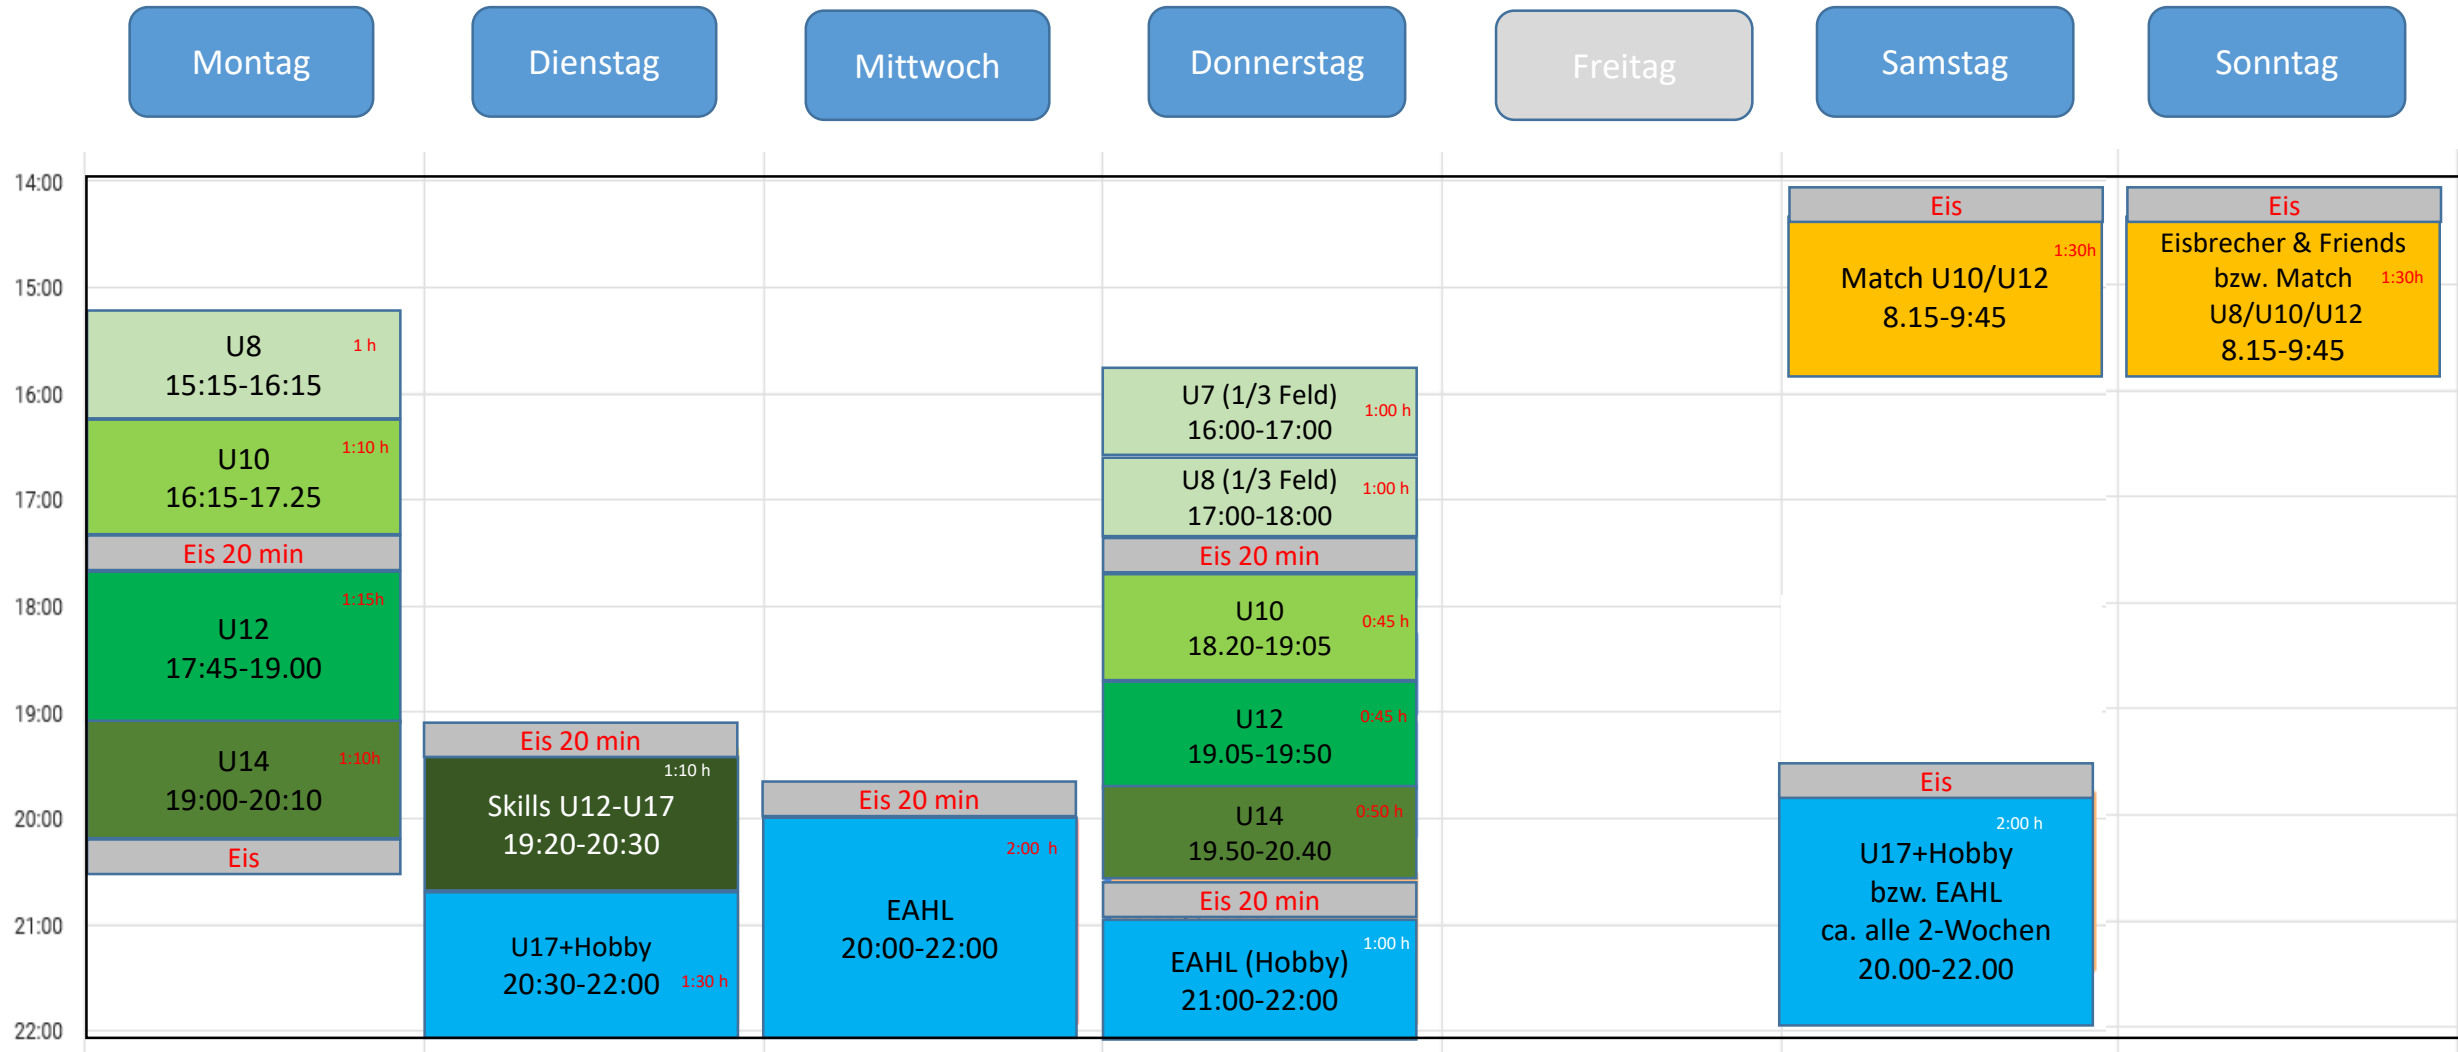 Montag
Dienstag
Mittwoch
Donnerstag
Freitag
Samstag
Sonntag
14:00
15:00
16:00
17:00
18:00
19:00
20:00
21:00
22:00
U8
1 h
15:15-16:15
U10
1:10 h
16:15-17.25
Eis 20 min
1:15h
U12
17:45-19.00
U14
1:10h
19:00-20:10
Eis
Eis 20 min
1:10 h
Skills U12-U17
19:20-20:30
U17+Hobby
20:30-22:00
1:30 h
Eis 20 min
2:00 h
EAHL
20:00-22:00
U7 (1/3 Feld)
1:00 h
16:00-17:00
U8 (1/3 Feld)
1:00 h
17:00-18:00
Eis 20 min
U10
0:45 h
18.20-19:05
U12
0:45 h
19.05-19:50
U14
0:50 h
19.50-20.40
Eis 20 min
1:00 h
EAHL (Hobby)
21:00-22:00
Eis
1:30h
Match U10/U12
8.15-9:45
Eis
2:00 h
U17+Hobby
bzw. EAHL
ca. alle 2-Wochen
20.00-22.00
Eis
Eisbrecher & Friends
bzw. Match
1:30h
U8/U10/U12
8.15-9:45